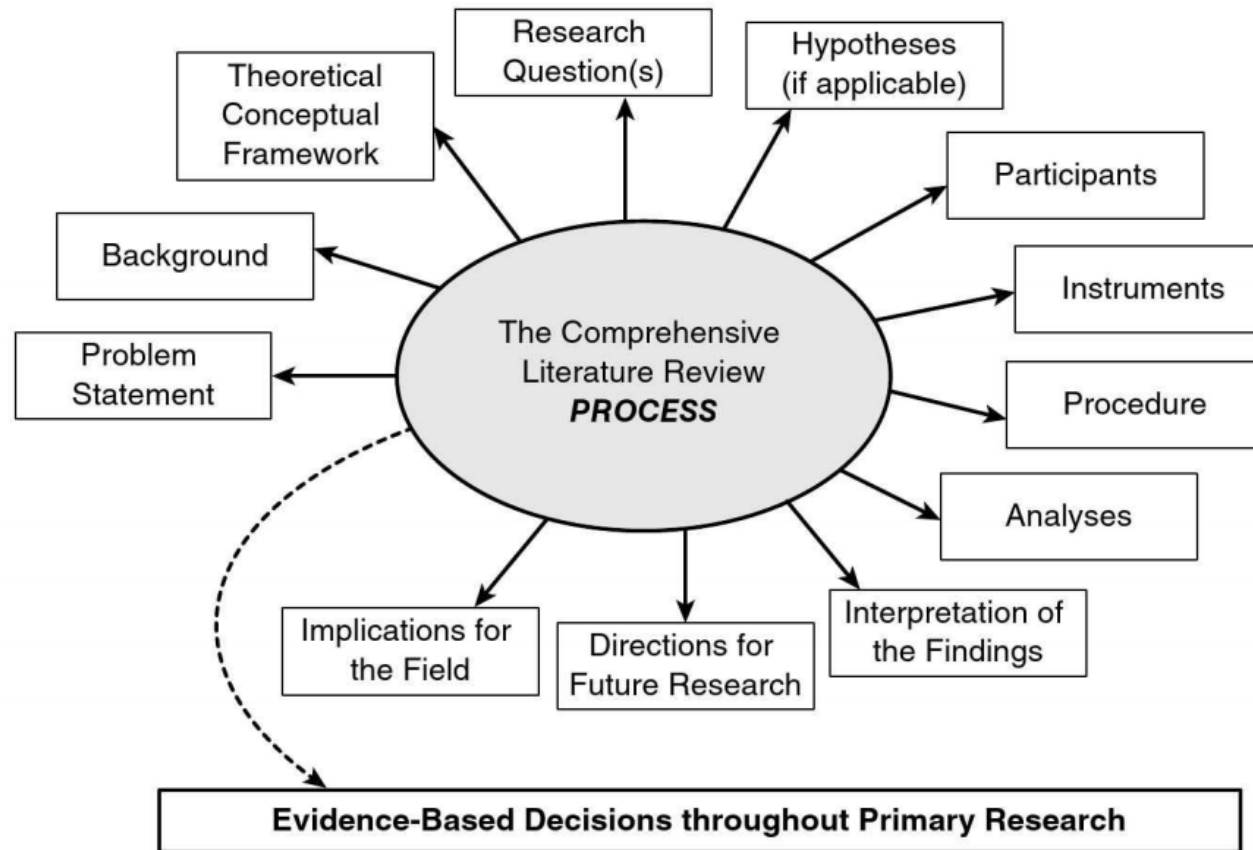 Research
Question(s)
Hypotheses
(if applicable)
Theoretical
Conceptual
Framework
Participants
Background
Instruments
The Comprehensive
Literature Review
PROCESS
Problem
Statement
Procedure
Analyses
Implications for
the Field
Directions for
Future Research
Interpretation of
the Findings
Evidence-Based Decisions throughout Primary Research